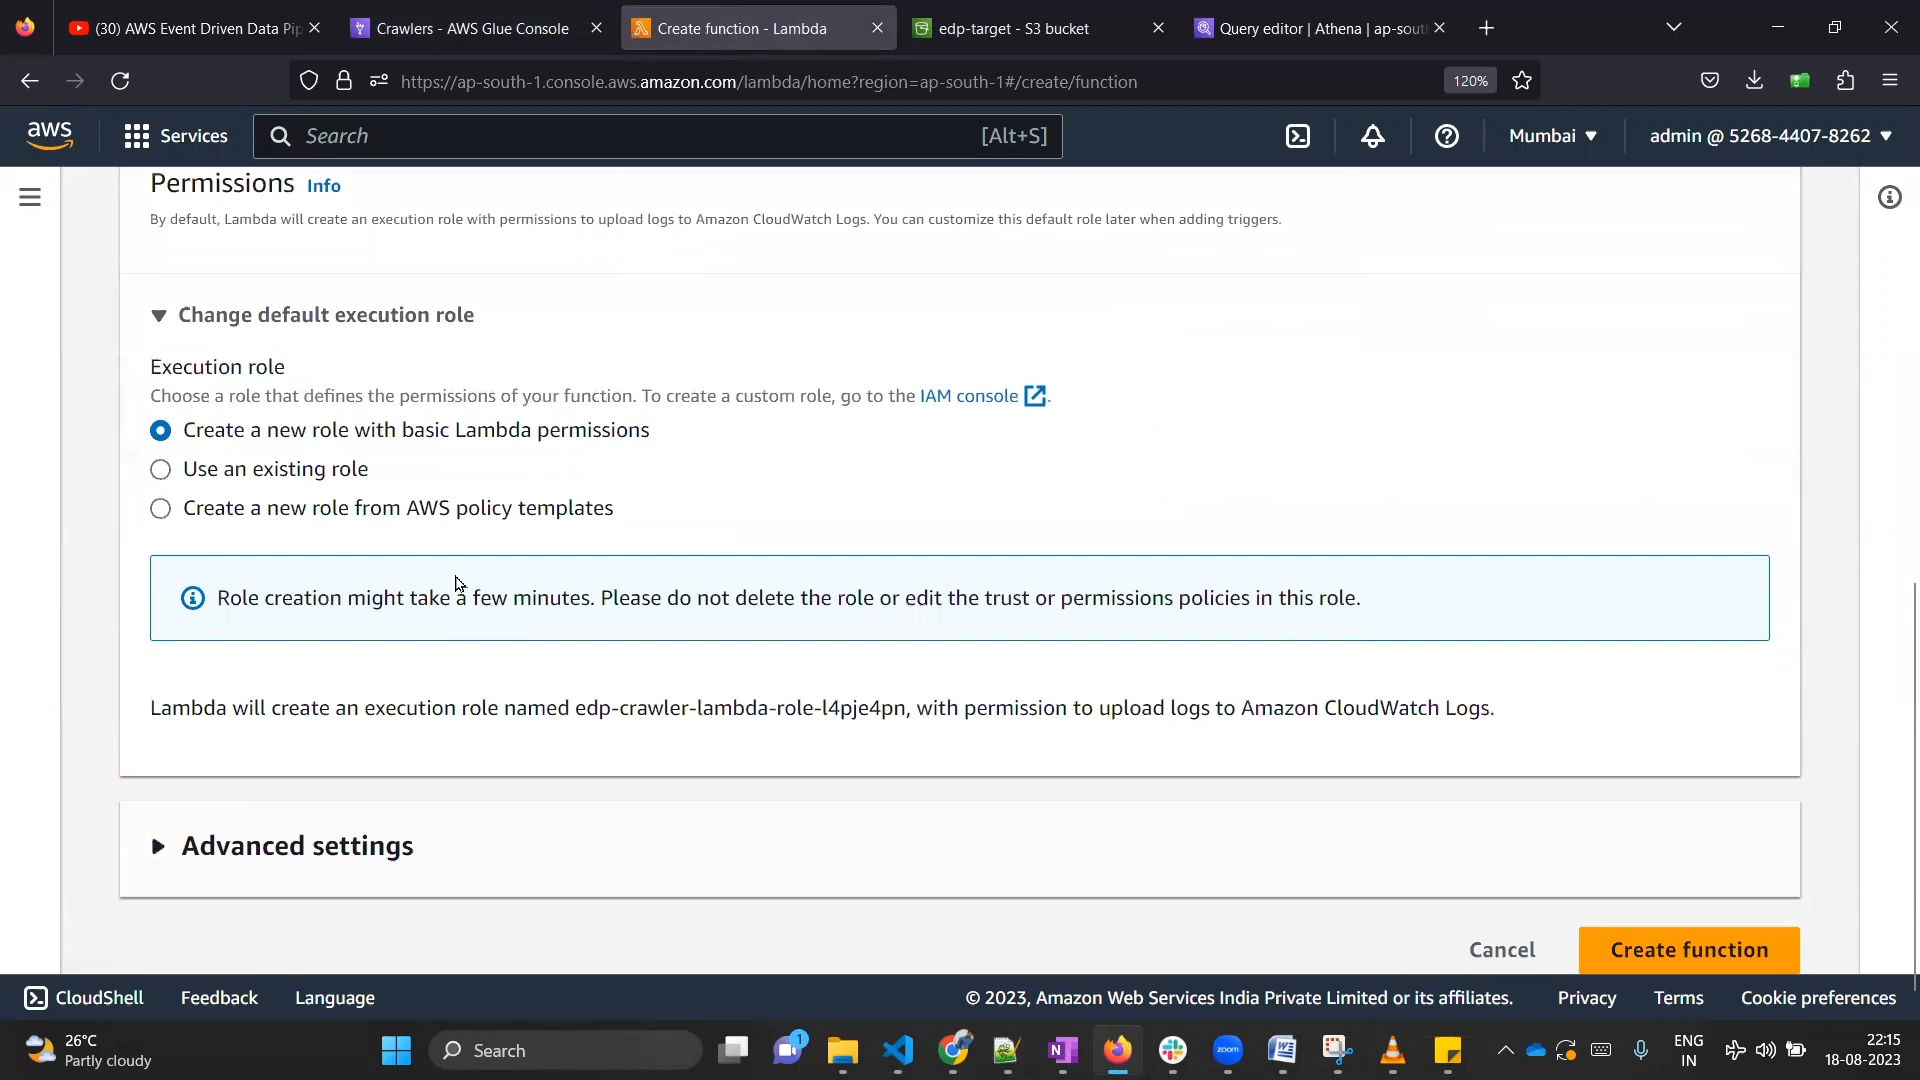 (30) AWS Event Driven Data Pip
Crawlers - AWS Glue Console
Create function - Lambda
edp-target - S3 bucket
Query editor | Athena | ap-sout
https://ap-south-1.console.aws.amazon.com/lambda/home?region=ap-south-1#/create/function
120%
aws
Services
Search
[Alt+S]
Mumbai
admin @ 5268-4407-8262
Permissions Info
By default, Lambda will create an execution role with permissions to upload logs to Amazon CloudWatch Logs. You can customize this default role later when adding triggers.
Change default execution role
Execution role
Choose a role that defines the permissions of your function. To create a custom role, go to the IAM console.
Create a new role with basic Lambda permissions
Use an existing role
Create a new role from AWS policy templates
Role creation might take a few minutes. Please do not delete the role or edit the trust or permissions policies in this role.
Lambda will create an execution role named edp-crawler-lambda-role-l4pje4pn, with permission to upload logs to Amazon CloudWatch Logs.
Advanced settings
Cancel
Create function
CloudShell
Feedback
Language
© 2023, Amazon Web Services India Private Limited or its affiliates.
Privacy
Terms
Cookie preferences
26°C
Partly cloudy
Search
1
N
zoom
ENG
IN
22:15
18-08-2023